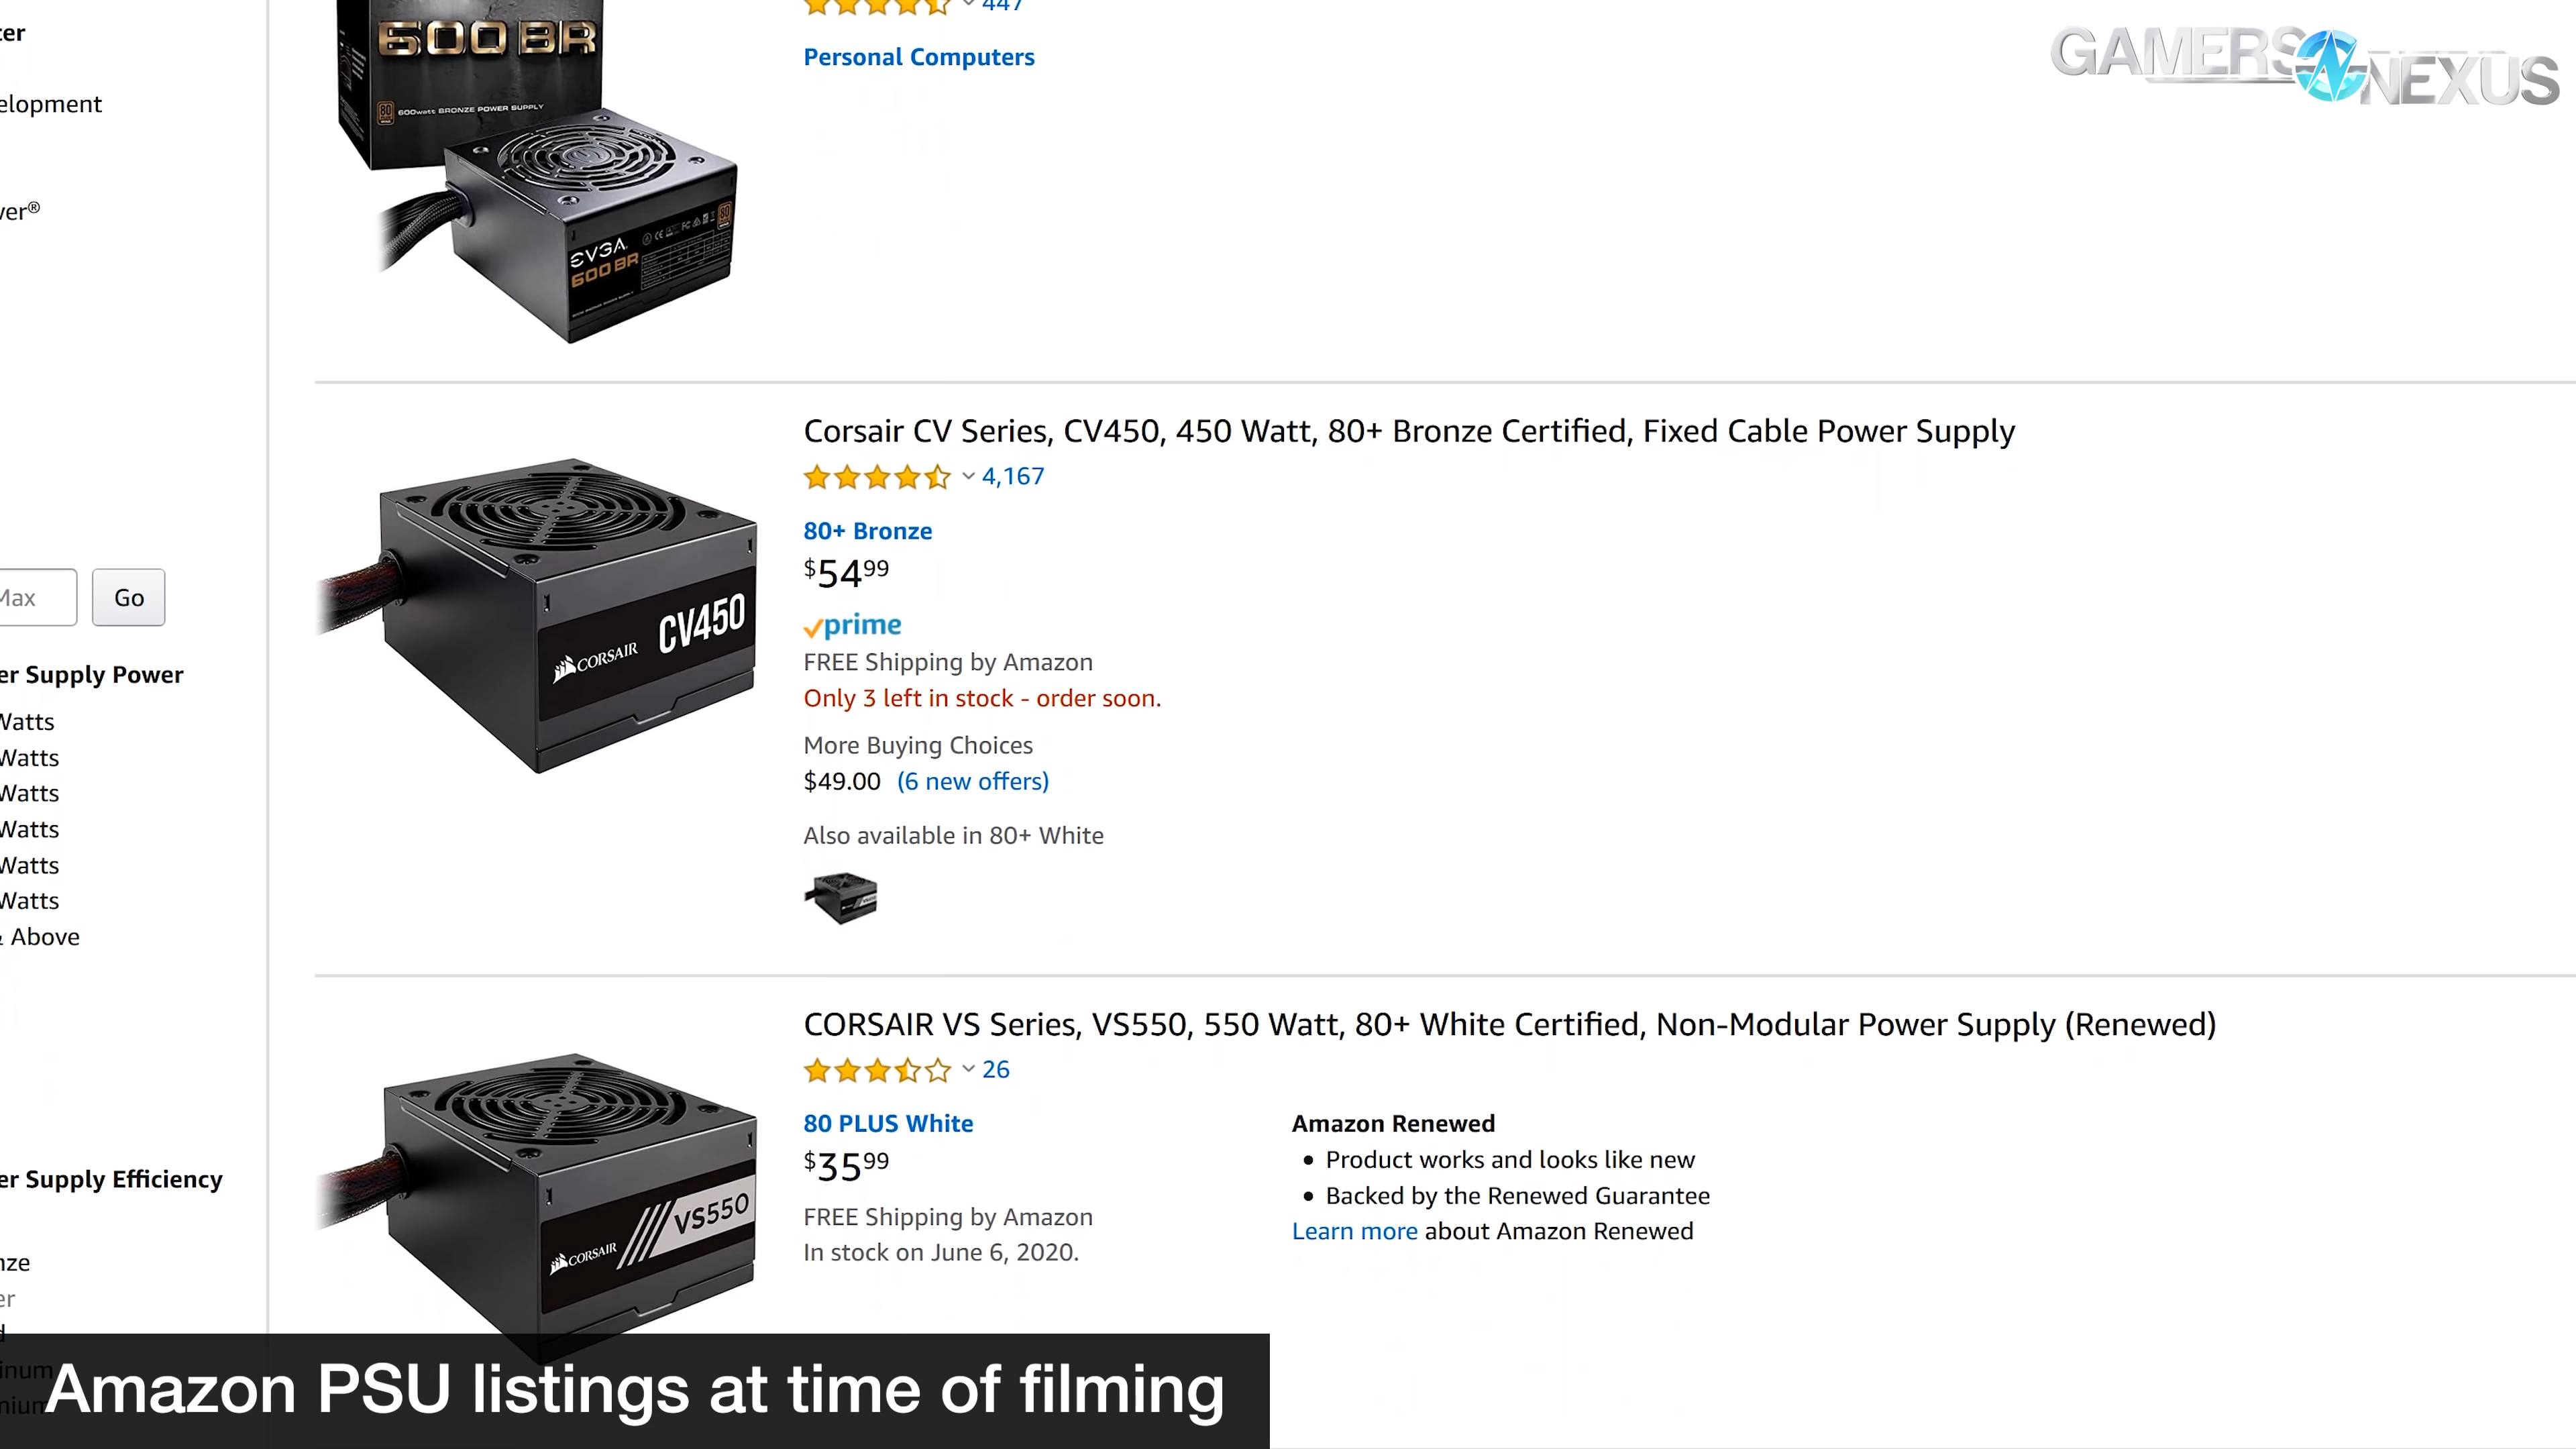 447
Personal Computers
600 BR
600watt BRONZE POWER SUPPLY
EVGA
600 BR
GAMERS NEXUS
ter
elopment
ver®
Max
Go
er Supply Power
Watts
Watts
Watts
Watts
Watts
Watts
& Above
er Supply Efficiency
nze
er
d
inum
nium
Corsair CV Series, CV450, 450 Watt, 80+ Bronze Certified, Fixed Cable Power Supply
4,167
80+ Bronze
$54 99
prime
FREE Shipping by Amazon
Only 3 left in stock - order soon.
More Buying Choices
$49.00 (6 new offers)
Also available in 80+ White
CORSAIR CV450
CORSAIR VS Series, VS550, 550 Watt, 80+ White Certified, Non-Modular Power Supply (Renewed)
26
80 PLUS White
$35 99
FREE Shipping by Amazon
In stock on June 6, 2020.
Amazon Renewed
• Product works and looks like new
• Backed by the Renewed Guarantee
Learn more about Amazon Renewed
CORSAIR VS550
Amazon PSU listings at time of filming